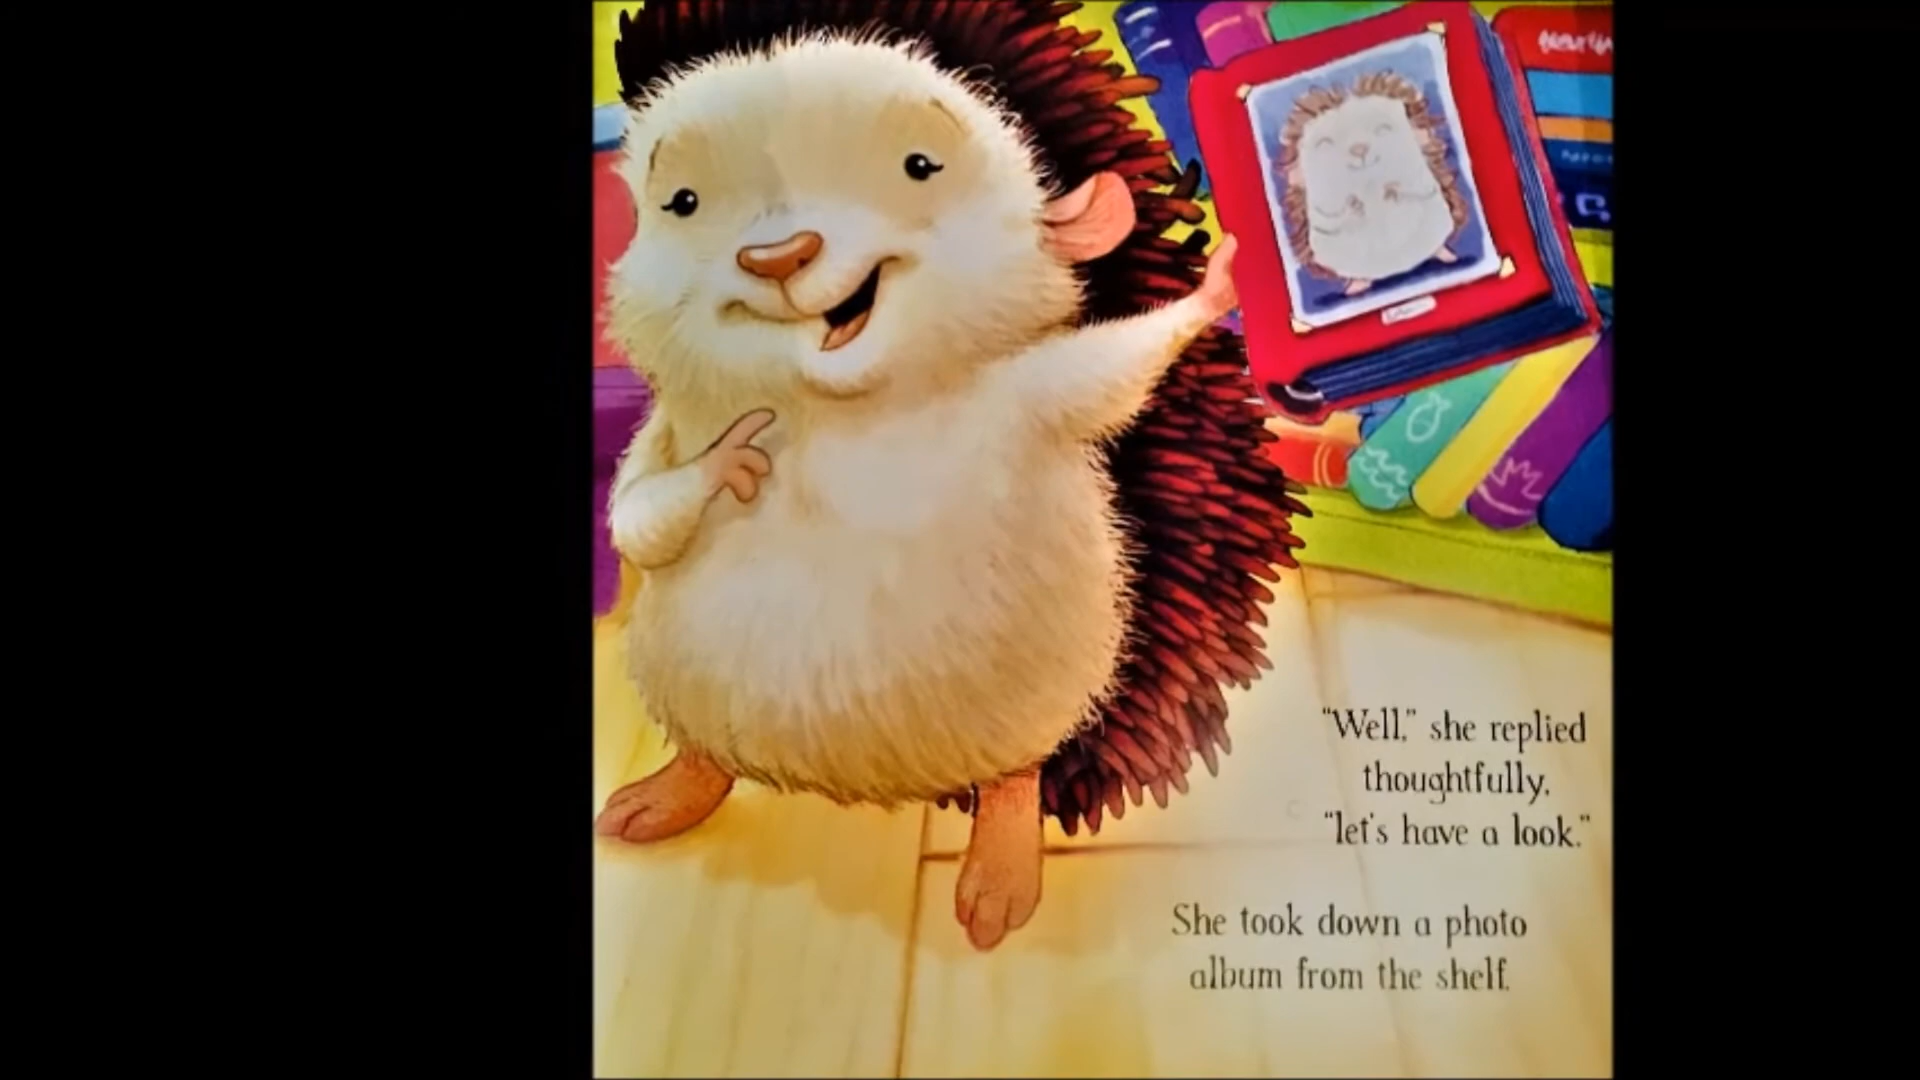 "Well," she replied
thoughtfully,
"let's have a look."
She took down a photo
album from the shelf.